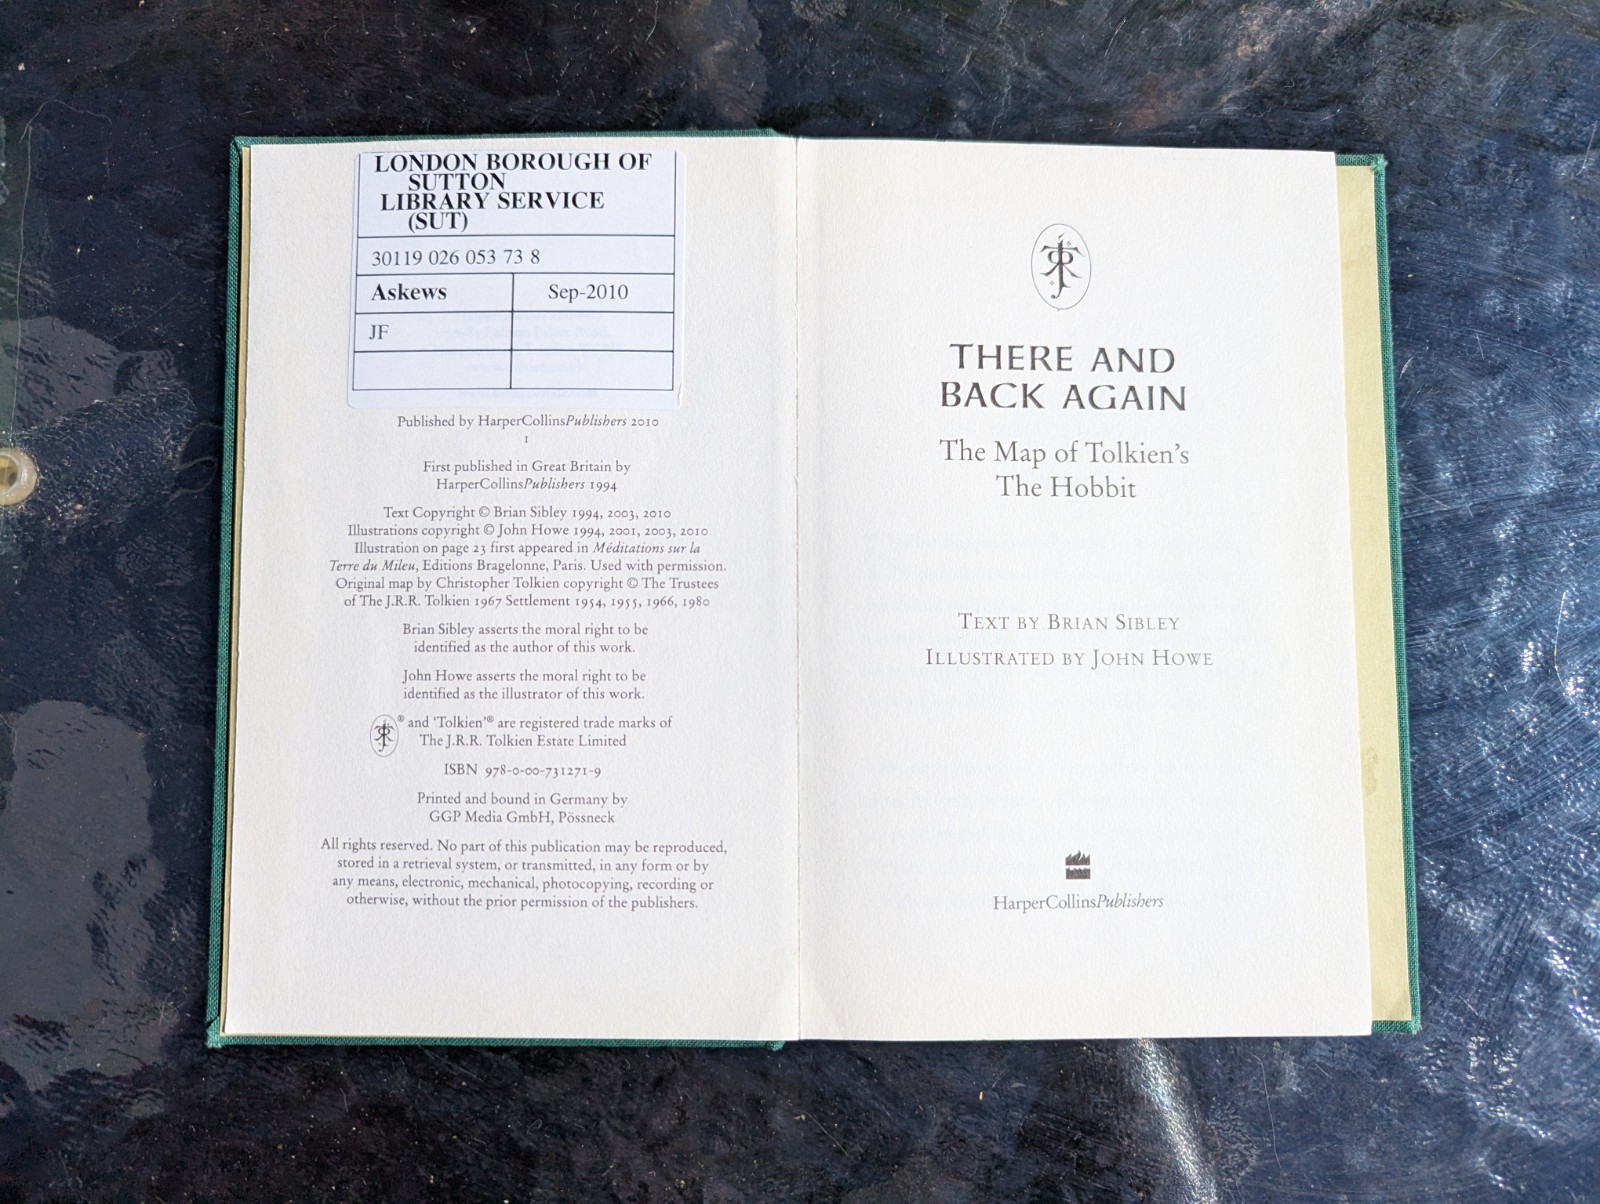 LONDON BOROUGH OF
SUTTON
LIBRARY SERVICE
(SUT)
30119 026 053 73 8
Askews Sep-2010
JF
Published by HarperCollinsPublishers 2010
1
First published in Great Britain by
HarperCollinsPublishers 1994
Text Copyright © Brian Sibley 1994, 2003, 2010
Illustrations copyright © John Howe 1994, 2001, 2003, 2010
Illustration on page 23 first appeared in Méditations sur la
Terre du Mileu, Editions Bragelonne, Paris. Used with permission.
Original map by Christopher Tolkien copyright © The Trustees
of The J.R.R. Tolkien 1967 Settlement 1954, 1955, 1966, 1980
Brian Sibley asserts the moral right to be
identified as the author of this work.
John Howe asserts the moral right to be
identified as the illustrator of this work.
® and 'Tolkien'® are registered trade marks of
The J.R.R. Tolkien Estate Limited
ISBN 978-0-00-731271-9
Printed and bound in Germany by
GGP Media GmbH, Pössneck
All rights reserved. No part of this publication may be reproduced,
stored in a retrieval system, or transmitted, in any form or by
any means, electronic, mechanical, photocopying, recording or
otherwise, without the prior permission of the publishers.
THERE AND
BACK AGAIN
The Map of Tolkien's
The Hobbit
TEXT BY BRIAN SIBLEY
ILLUSTRATED BY JOHN HOWE
HarperCollinsPublishers